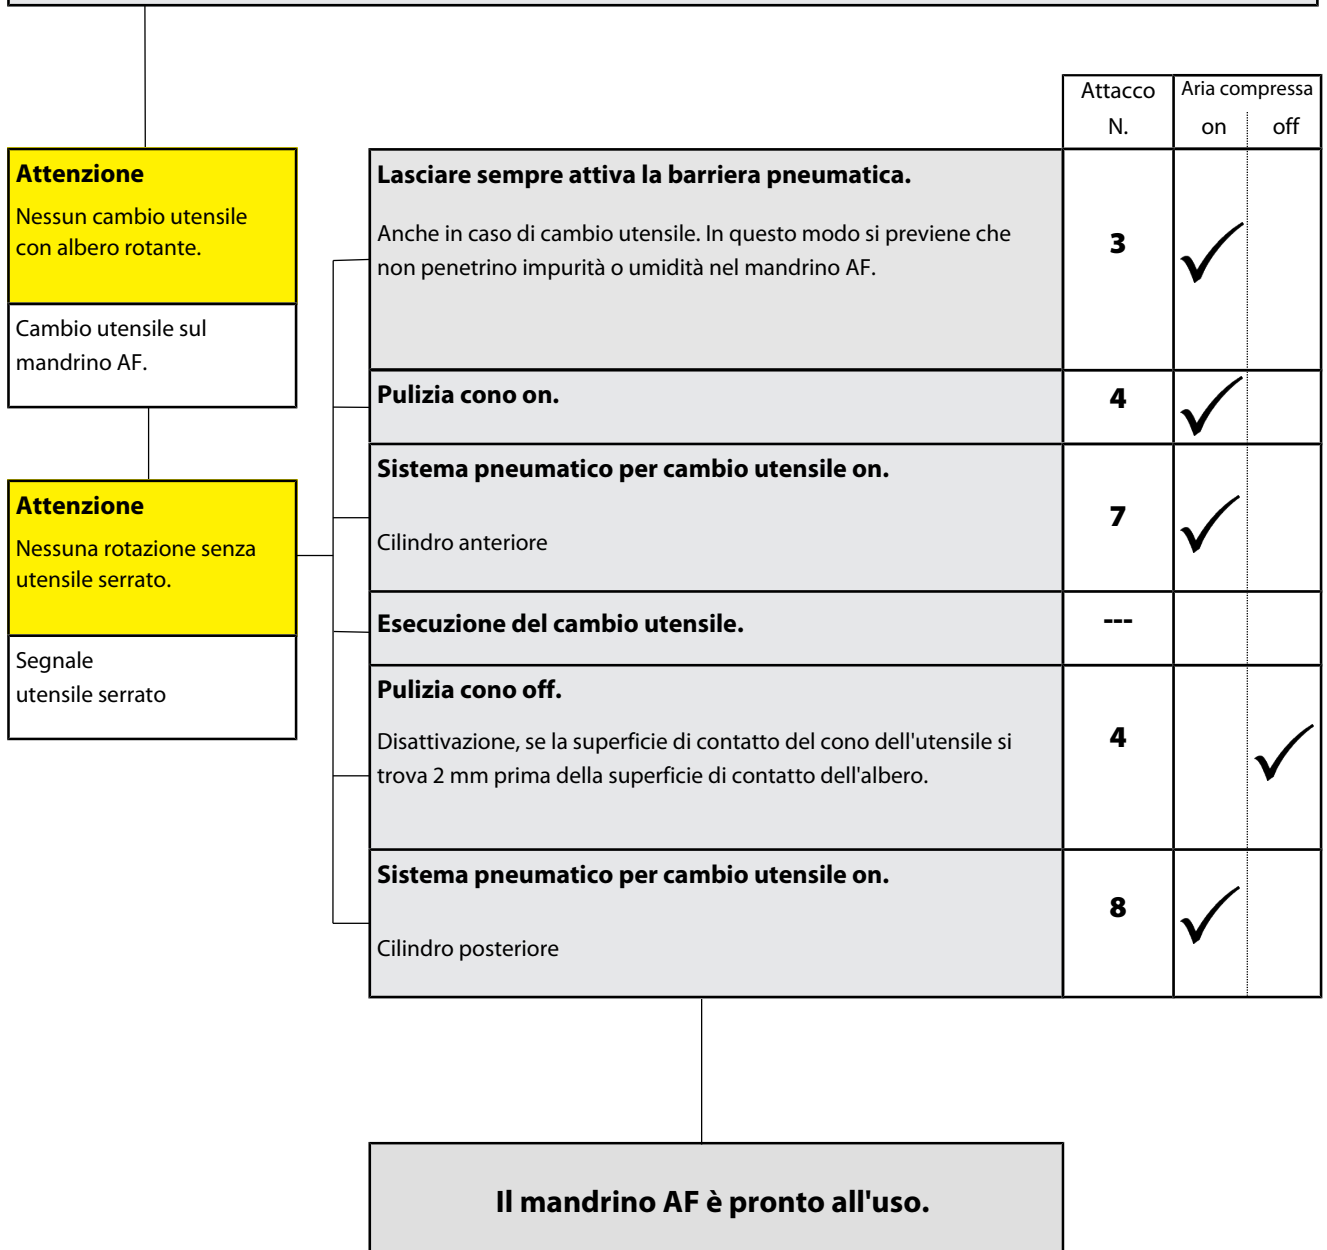 Attacco
N.
Aria compressa
on off
Attenzione
Nessun cambio utensile
con albero rotante.
Cambio utensile sul
mandrino AF.
Attenzione
Nessuna rotazione senza
utensile serrato.
Segnale
utensile serrato
Lasciare sempre attiva la barriera pneumatica.
Anche in caso di cambio utensile. In questo modo si previene che
non penetrino impurità o umidità nel mandrino AF.
3
Pulizia cono on.
4
Sistema pneumatico per cambio utensile on.
Cilindro anteriore
7
Esecuzione del cambio utensile.
---
Pulizia cono off.
Disattivazione, se la superficie di contatto del cono dell'utensile si
trova 2 mm prima della superficie di contatto dell'albero.
4
Sistema pneumatico per cambio utensile on.
Cilindro posteriore
8
Il mandrino AF è pronto all'uso.